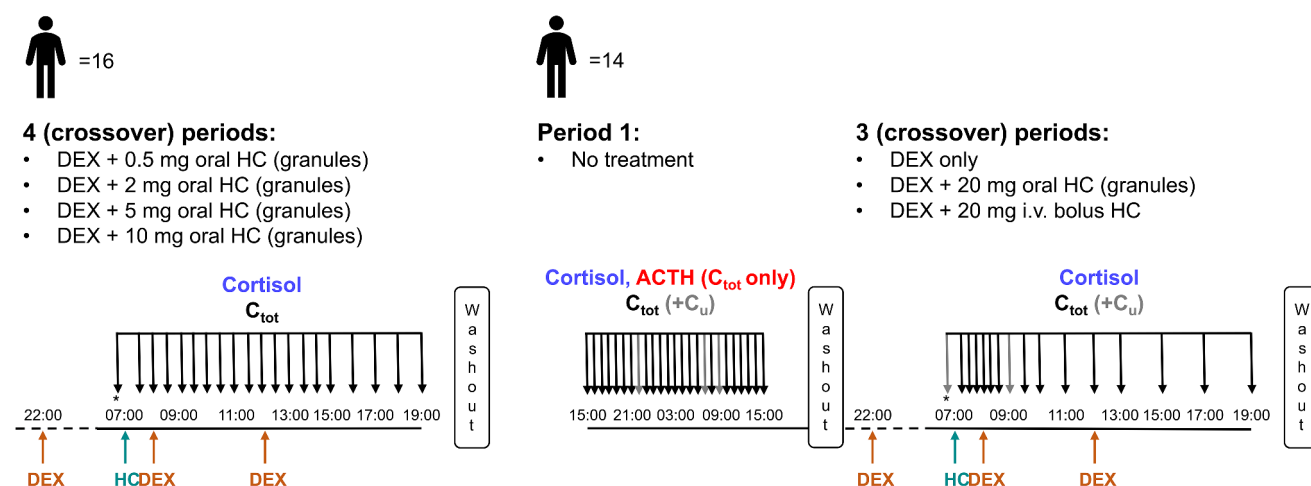 =16
4 (crossover) periods:
• DEX + 0.5 mg oral HC (granules)
• DEX + 2 mg oral HC (granules)
• DEX + 5 mg oral HC (granules)
• DEX + 10 mg oral HC (granules)
Cortisol
Ctot
*
22:00 07:00 09:00 11:00 13:00 15:00 17:00 19:00
DEX HC DEX DEX
Washout
=14
Period 1:
• No treatment
Cortisol, ACTH (Ctot only)
Ctot (+Cu)
15:00 21:00 03:00 09:00 15:00
Washout
3 (crossover) periods:
• DEX only
• DEX + 20 mg oral HC (granules)
• DEX + 20 mg i.v. bolus HC
Cortisol
Ctot (+Cu)
*
22:00 07:00 09:00 11:00 13:00 15:00 17:00 19:00
DEX HC DEX DEX
Washout